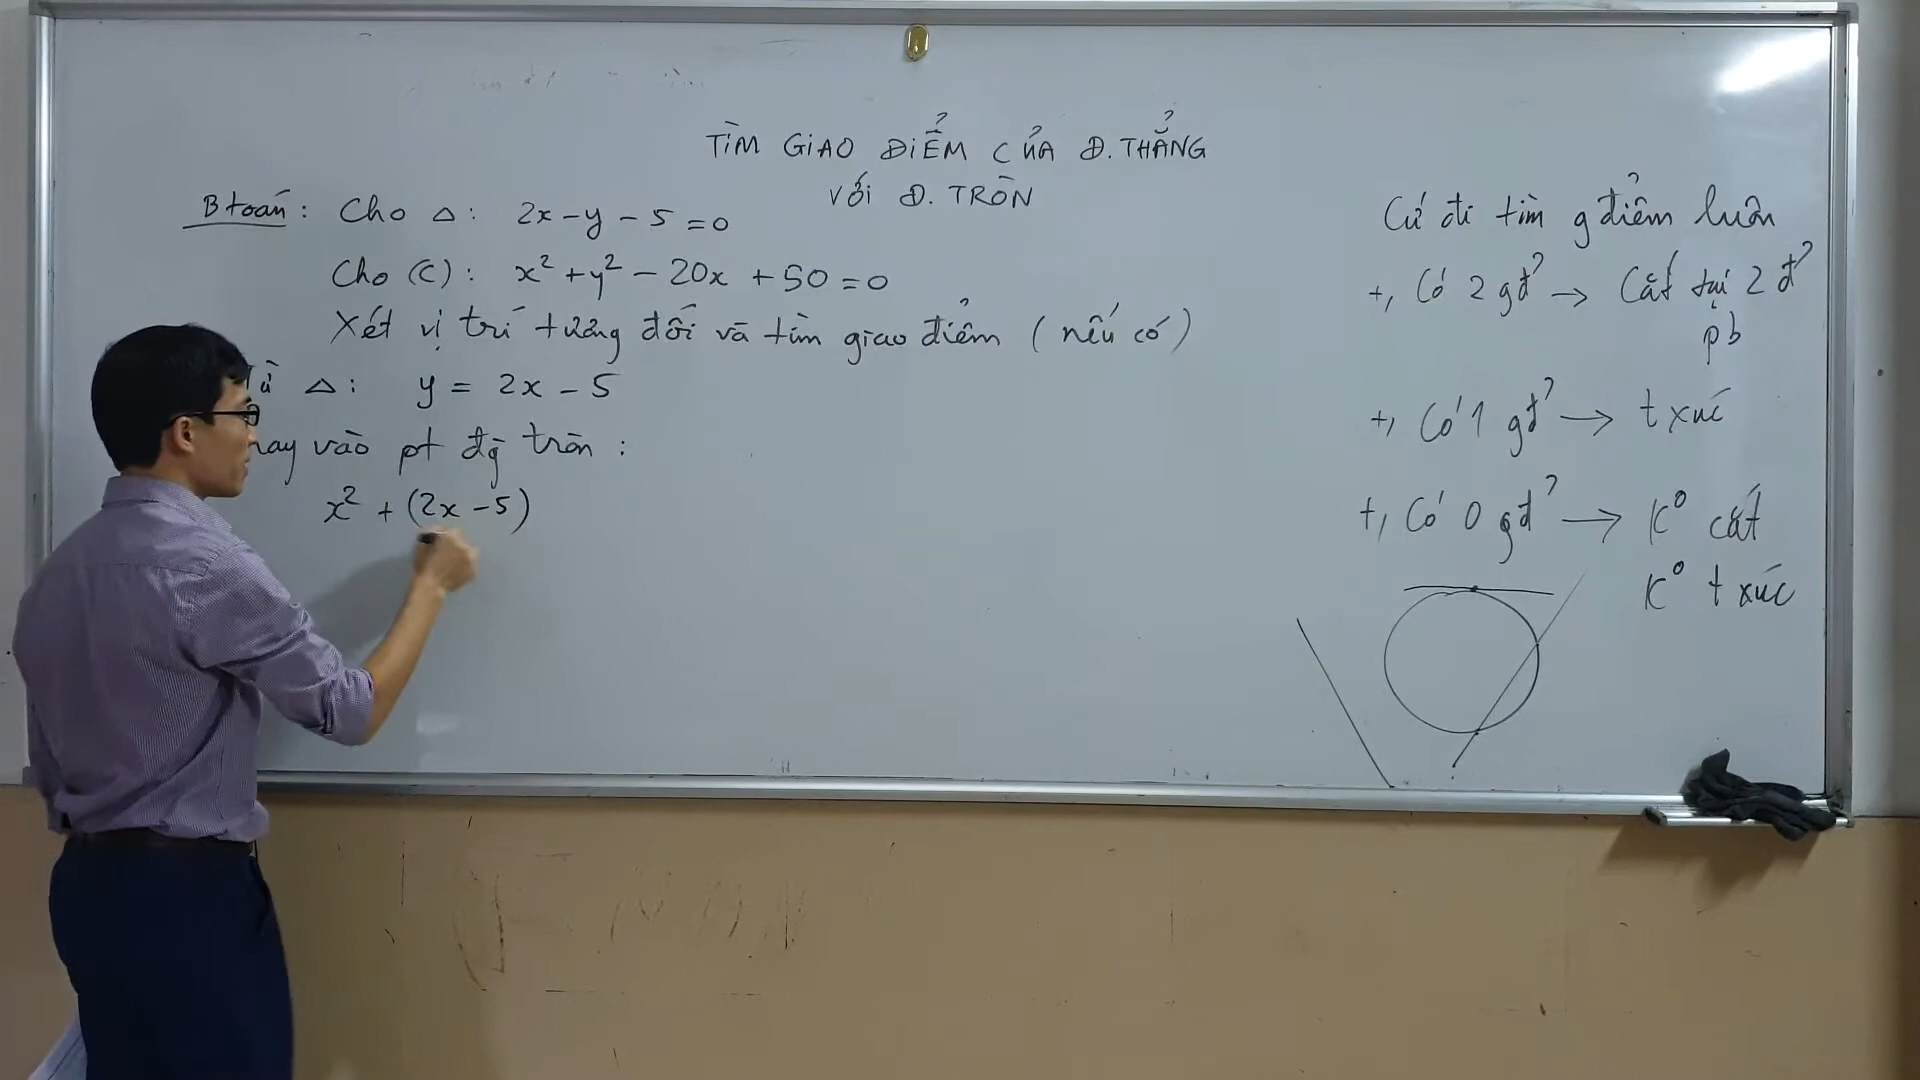 TÌM GIAO ĐIỂM CỦA Đ. THẲNG
VỚI Đ. TRÒN
B toán: Cho Δ: 2x - y - 5 = 0
Cho (C): x² + y² - 20x + 50 = 0
Xét vị trí tương đối và tìm giao điểm (nếu có)
Δ: y = 2x - 5
vào pt đg tròn:
x² + (2x - 5)
Cứ đi tìm g điểm luôn
+, Có 2 gđ? → Cắt tại 2 đ?
pb
+, Có 1 gđ? → t xúc
+, Có 0 gđ? → K⁰ cắt
K⁰ t xúc